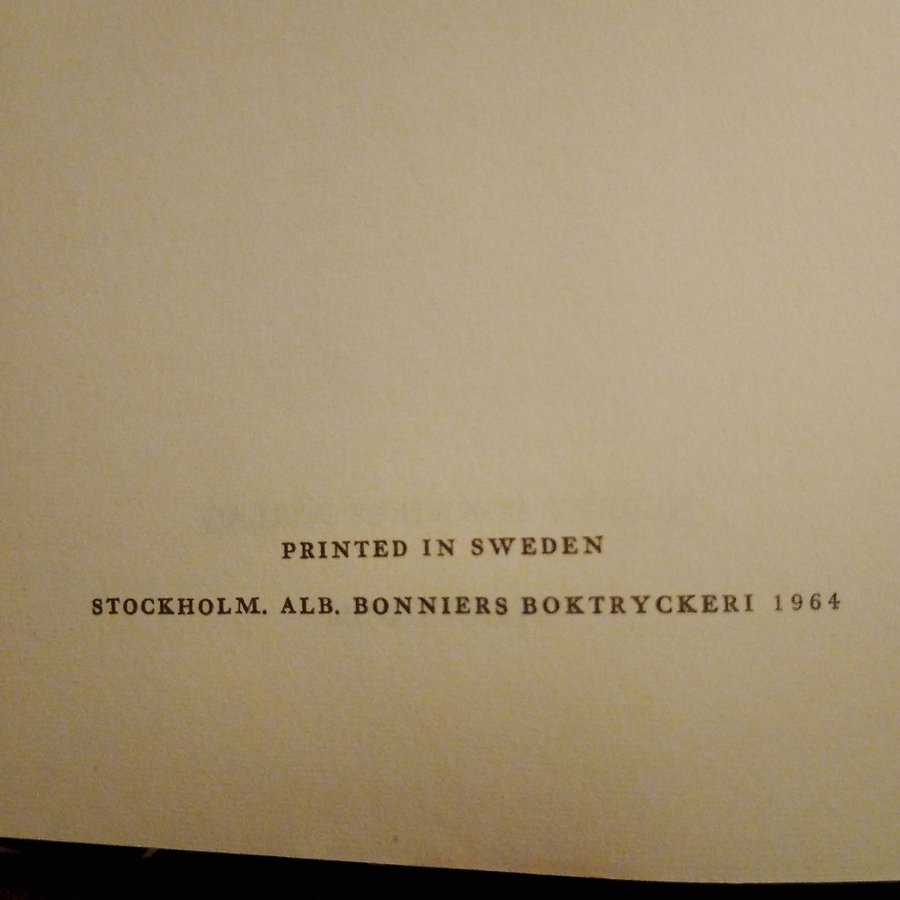 PRINTED IN SWEDEN
STOCKHOLM. ALB. BONNIERS BOKTRYCKERI 1964